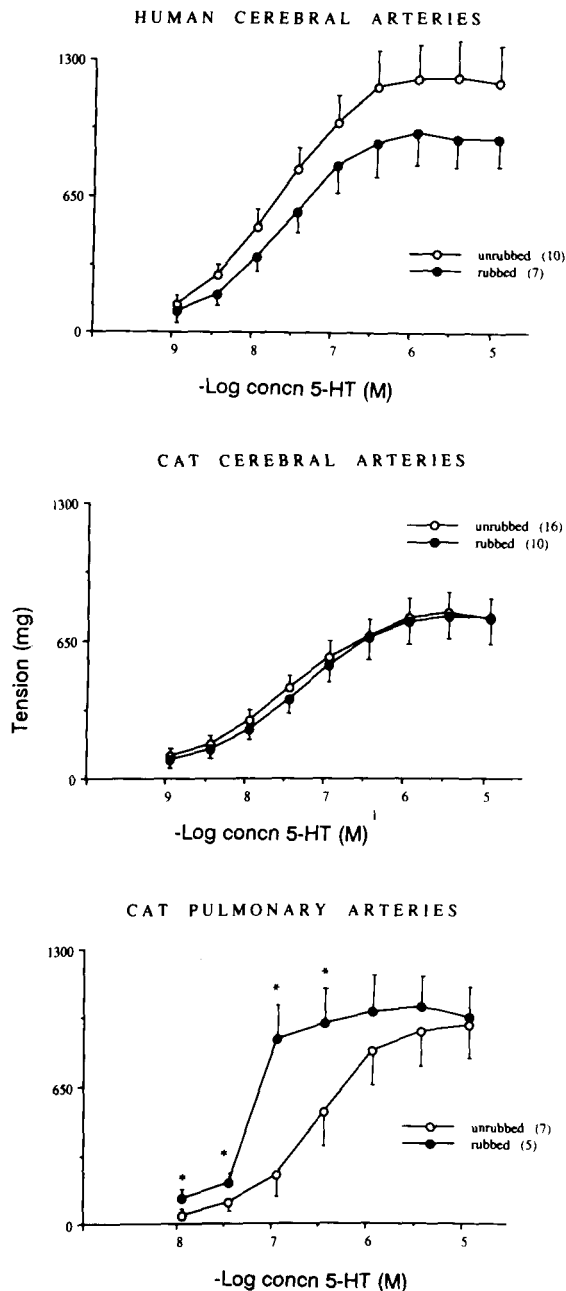 HUMAN CEREBRAL ARTERIES
1300
650
0
unrubbed (10)
rubbed (7)
9 8 7 6 5
-Log concn 5-HT (M)
CAT CEREBRAL ARTERIES
1300
unrubbed (16)
rubbed (10)
650
Tension (mg)
0
9 8 7 6 5
-Log concn 5-HT (M)
CAT PULMONARY ARTERIES
1300
* *
650
* *
unrubbed (7)
rubbed (5)
0
8 7 6 5
-Log concn 5-HT (M)